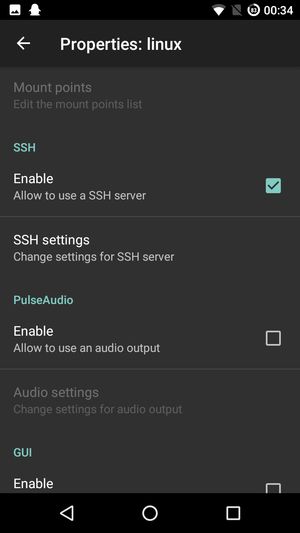 83 00:34
Properties: linux
Mount points
Edit the mount points list
SSH
Enable
Allow to use a SSH server
SSH settings
Change settings for SSH server
PulseAudio
Enable
Allow to use an audio output
Audio settings
Change settings for audio output
GUI
Enable